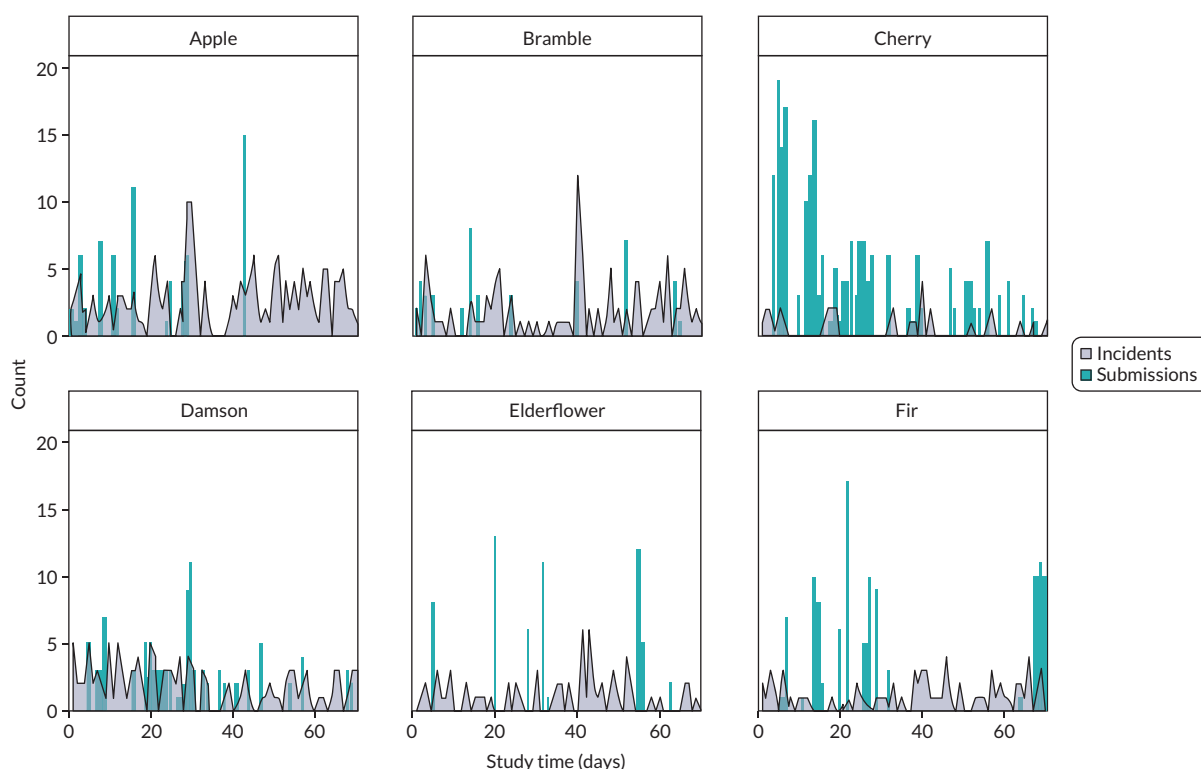 Apple
Bramble
Cherry
20
15
10
5
0
Count
Incidents
Submissions
Damson
Elderflower
Fir
20
15
10
5
0
0 20 40 60
0 20 40 60
0 20 40 60
Study time (days)